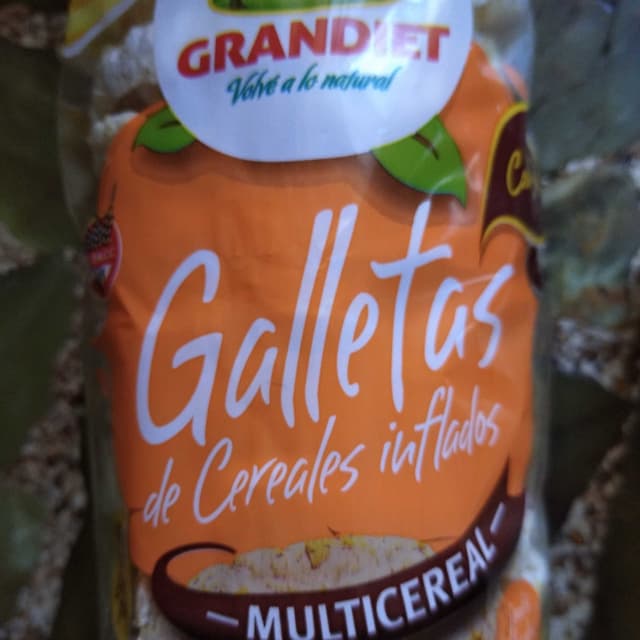 GRANDIET
Volvé a lo natural
Galletas
de Cereales inflados
— MULTICEREAL —